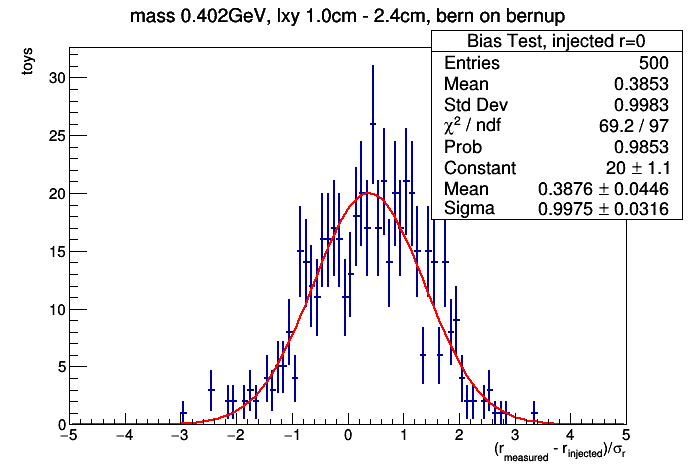 mass 0.402GeV, lxy 1.0cm - 2.4cm, bern on bernup
Bias Test, injected r=0
Entries 500
Mean 0.3853
Std Dev 0.9983
χ² / ndf 69.2 / 97
Prob 0.9853
Constant 20 ± 1.1
Mean 0.3876 ± 0.0446
Sigma 0.9975 ± 0.0316
toys
30
25
20
15
10
5
0
−5 −4 −3 −2 −1 0 1 2 3 4 5
(r_measured - r_injected)/σ_r